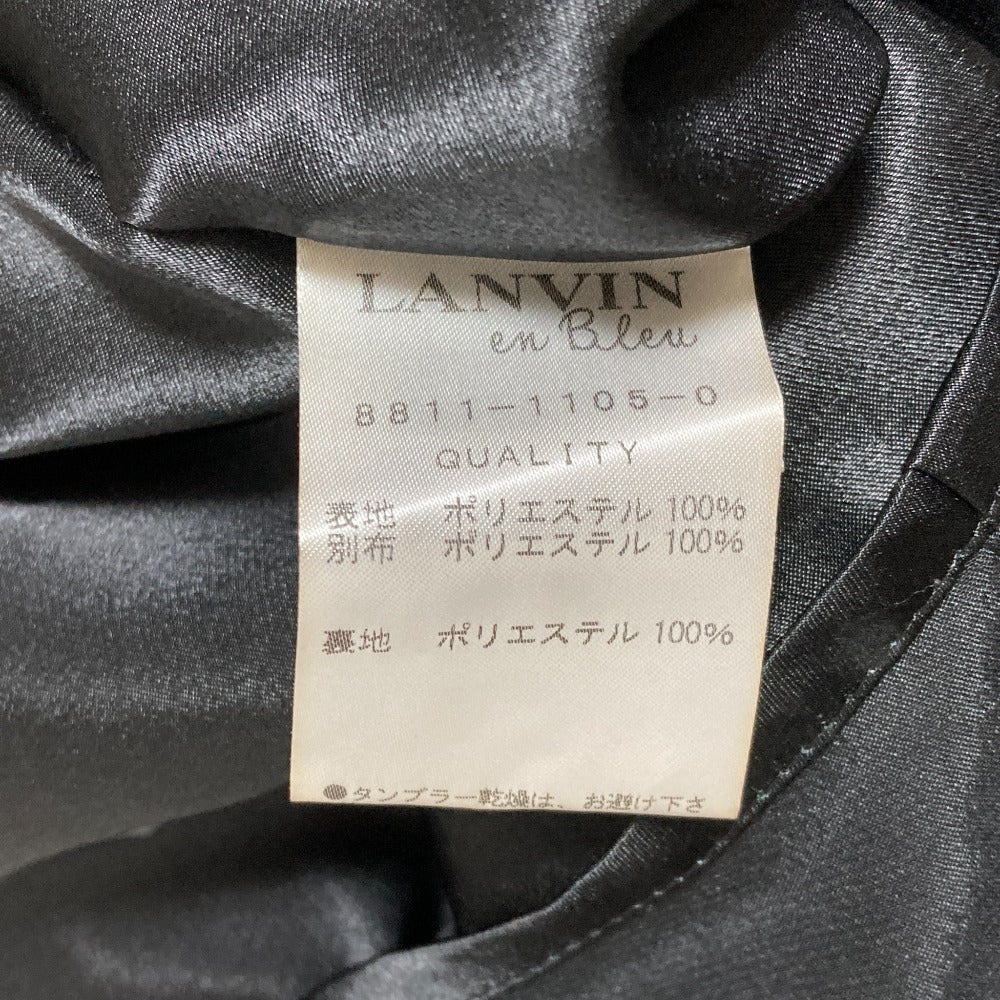 LANVIN
en Bleu
8811-1105-0
QUALITY
表地 ポリエステル 100%
別布 ポリエステル 100%
裏地 ポリエステル 100%
●タンブラー乾燥は、お避け下さ